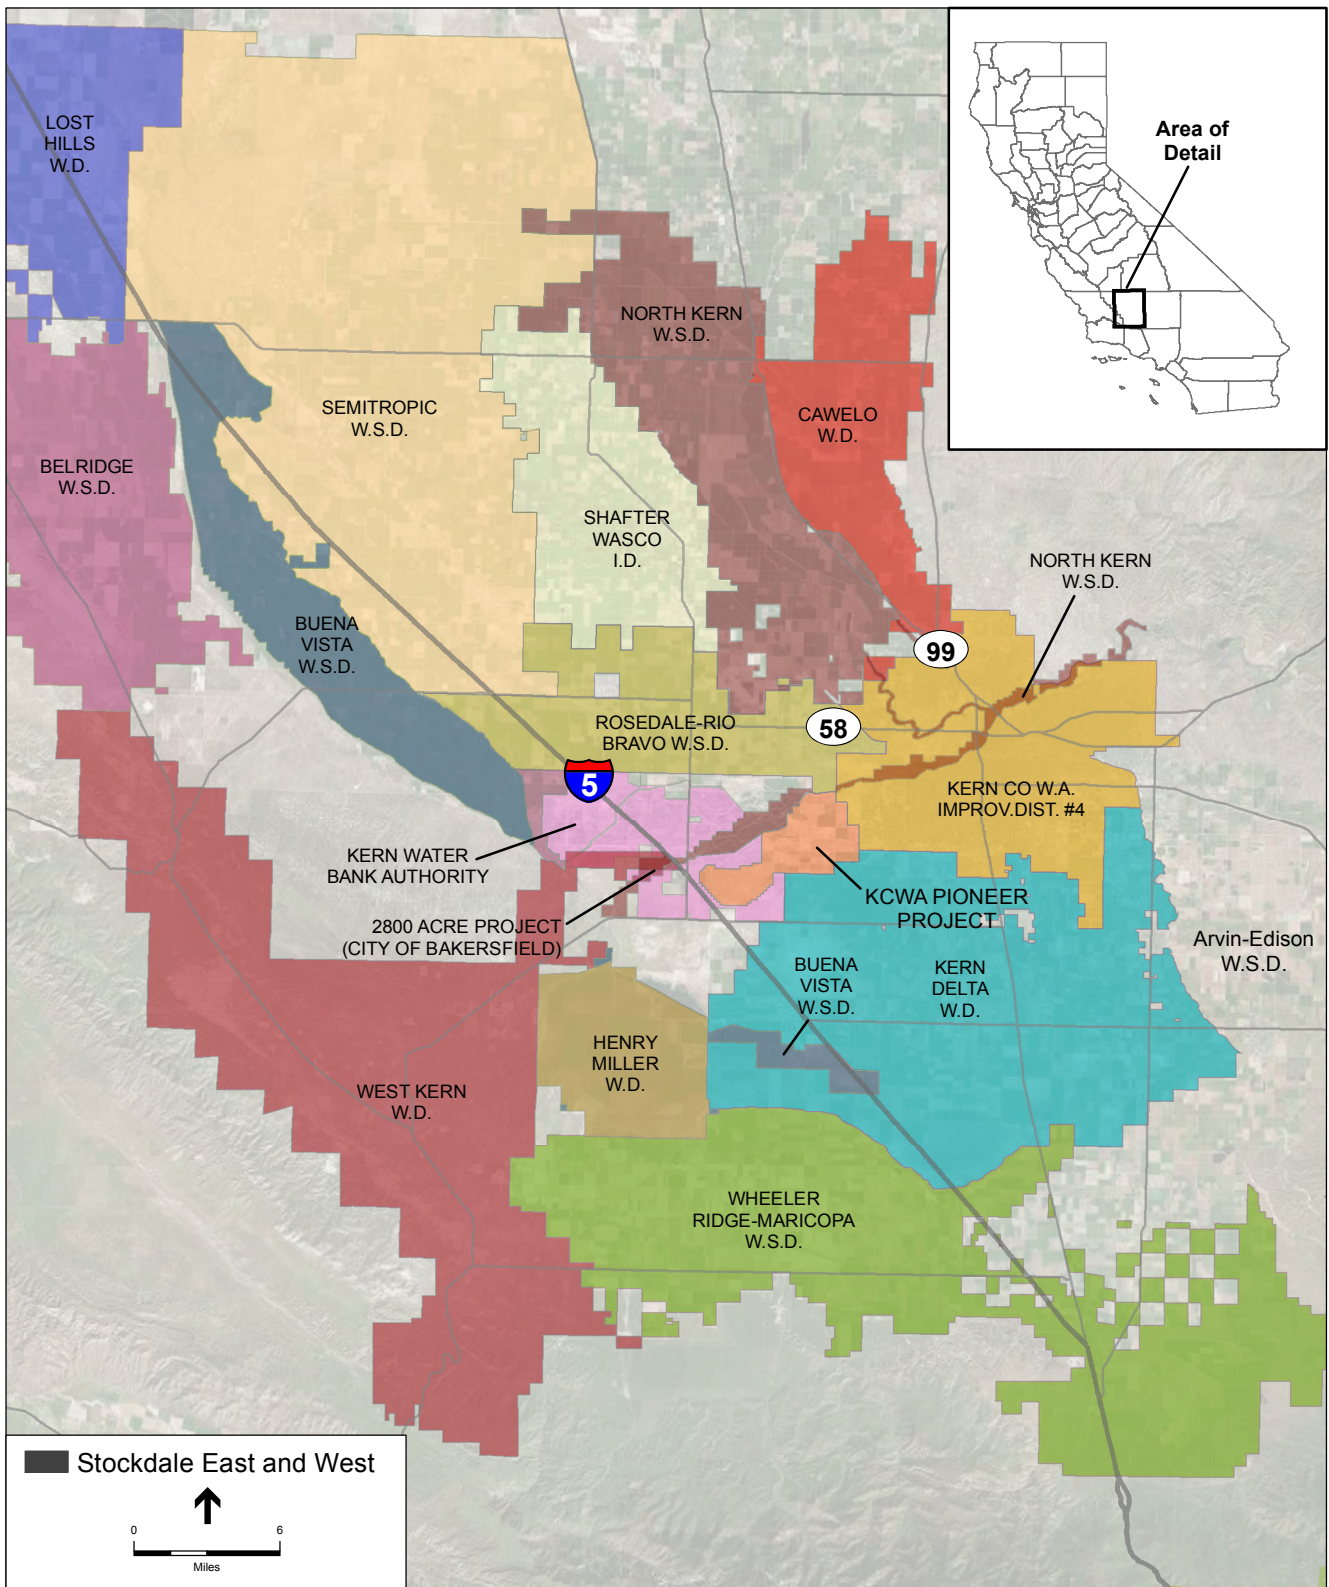 Area of
Detail
LOST
HILLS
W.D.
NORTH KERN
W.S.D.
SEMITROPIC
W.S.D.
CAWELO
W.D.
BELRIDGE
W.S.D.
SHAFTER
WASCO
I.D.
NORTH KERN
W.S.D.
BUENA
VISTA
W.S.D.
99
ROSEDALE-RIO
BRAVO W.S.D.
58
5
KERN CO W.A.
IMPROV.DIST. #4
KERN WATER
BANK AUTHORITY
KCWA PIONEER
PROJECT
2800 ACRE PROJECT
(CITY OF BAKERSFIELD)
Arvin-Edison
W.S.D.
BUENA
VISTA
W.S.D.
KERN
DELTA
W.D.
HENRY
MILLER
W.D.
WEST KERN
W.D.
WHEELER
RIDGE-MARICOPA
W.S.D.
Stockdale East and West
0 6
Miles